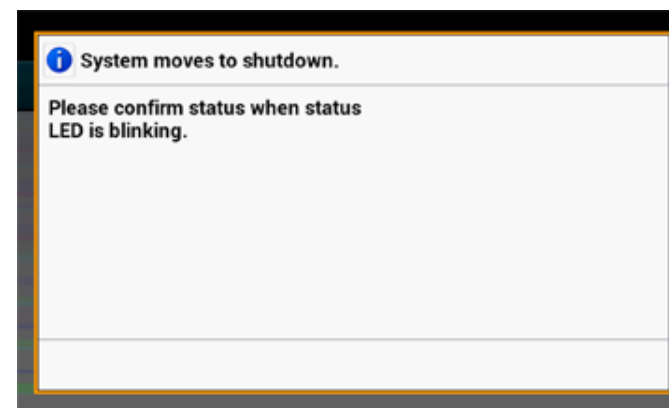 System moves to shutdown.
Please confirm status when status
LED is blinking.